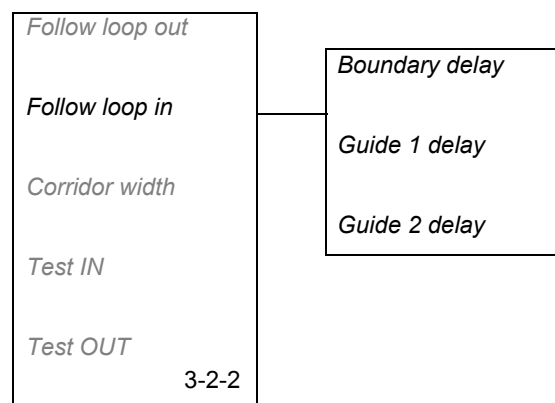 Follow loop out
Follow loop in
Corridor width
Test IN
Test OUT
3-2-2
Boundary delay
Guide 1 delay
Guide 2 delay